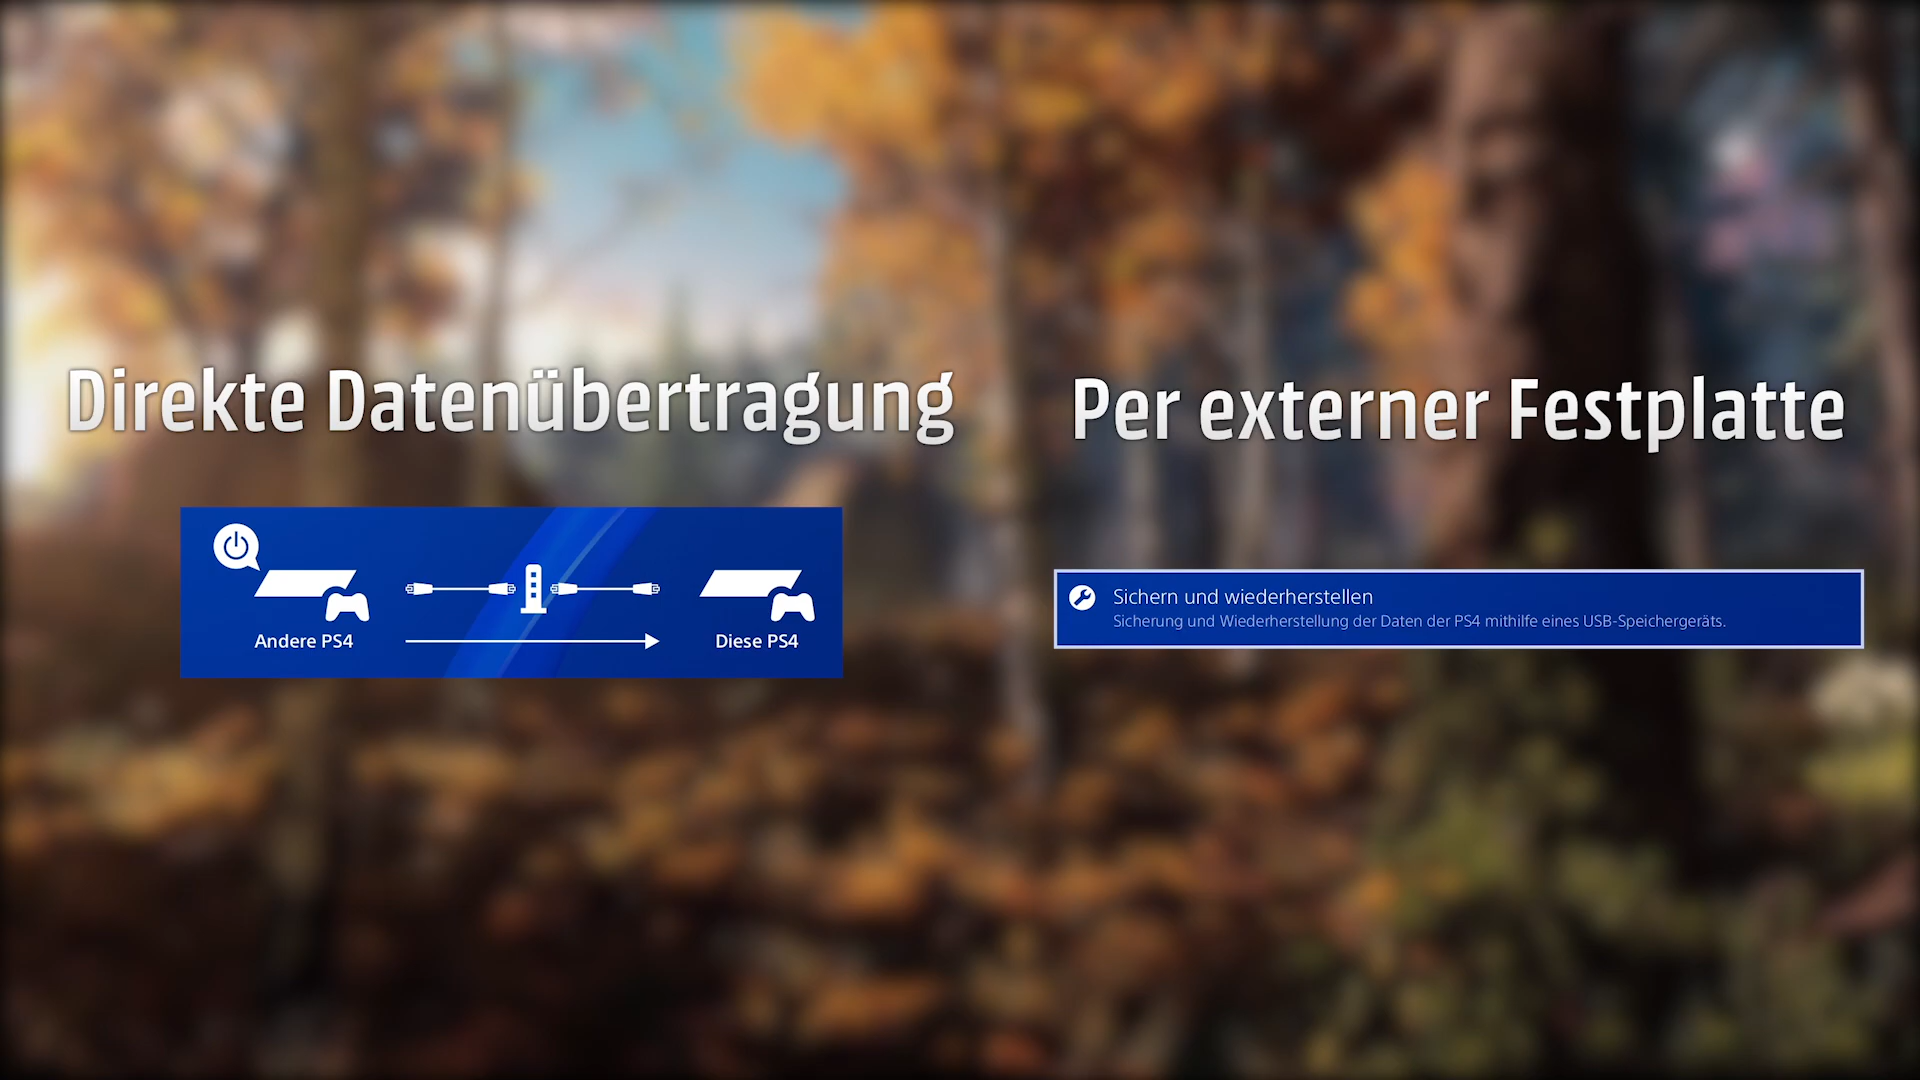 Direkte Datenübertragung
Andere PS4
Diese PS4
Per externer Festplatte
Sichern und wiederherstellen
Sicherung und Wiederherstellung der Daten der PS4 mithilfe eines USB-Speichergeräts.